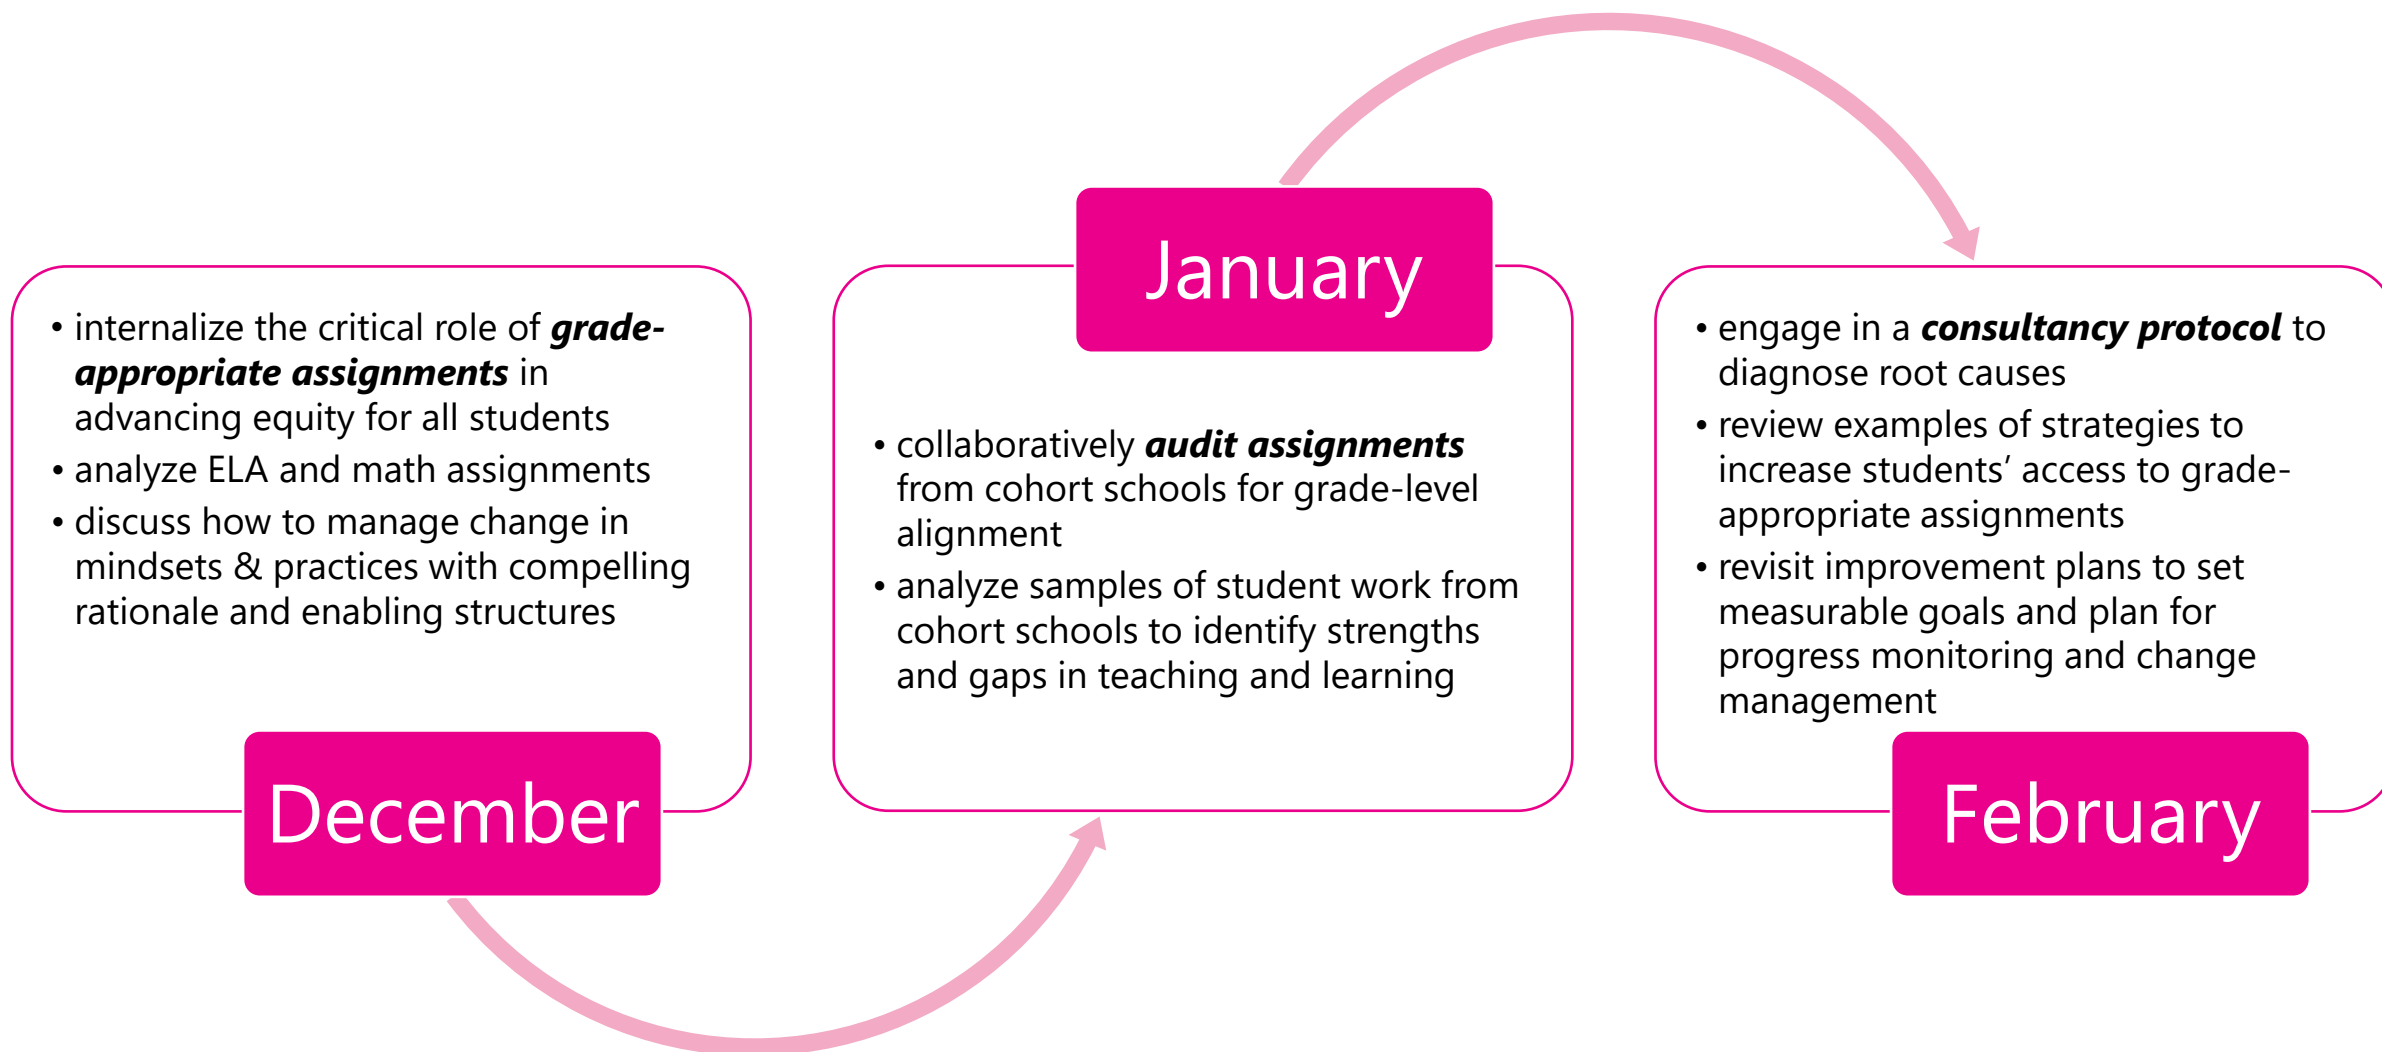 • internalize the critical role of grade-
appropriate assignments in
advancing equity for all students
• analyze ELA and math assignments
• discuss how to manage change in
mindsets & practices with compelling
rationale and enabling structures
December
January
• collaboratively audit assignments
from cohort schools for grade-level
alignment
• analyze samples of student work from
cohort schools to identify strengths
and gaps in teaching and learning
• engage in a consultancy protocol to
diagnose root causes
• review examples of strategies to
increase students’ access to grade-
appropriate assignments
• revisit improvement plans to set
measurable goals and plan for
progress monitoring and change
management
February